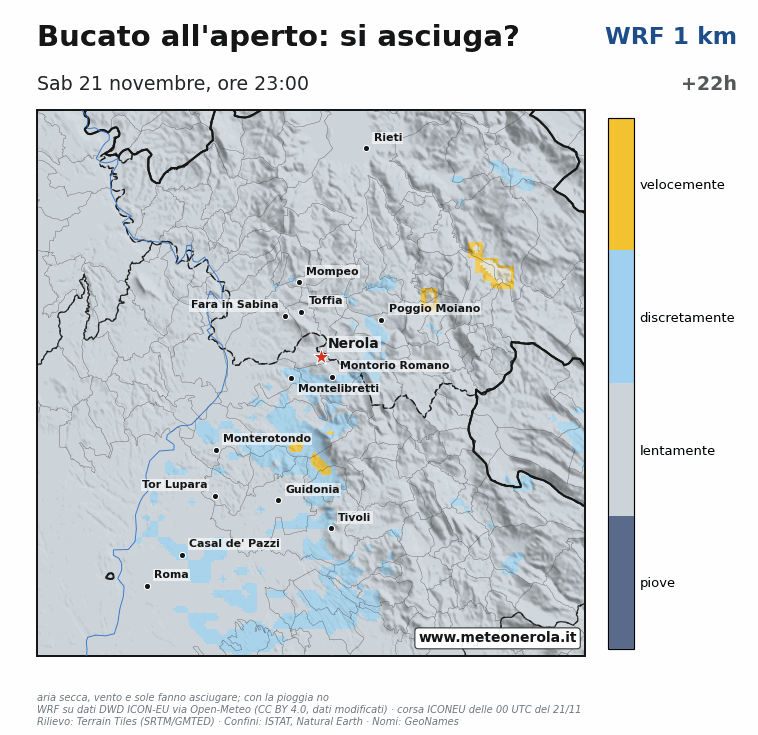 Bucato all'aperto: si asciuga?
WRF 1 km
Sab 21 novembre, ore 23:00
+22h
Rieti
velocemente
Mompeo
Toffia
Fara in Sabina
Poggio Moiano
discretamente
Nerola
Montorio Romano
Montelibretti
Monterotondo
lentamente
Tor Lupara
Guidonia
Tivoli
Casal de' Pazzi
Roma
piove
www.meteonerola.it
aria secca, vento e sole fanno asciugare; con la pioggia no
WRF su dati DWD ICON-EU via Open-Meteo (CC BY 4.0, dati modificati) · corsa ICONEU delle 00 UTC del 21/11
Rilievo: Terrain Tiles (SRTM/GMTED) · Confini: ISTAT, Natural Earth · Nomi: GeoNames